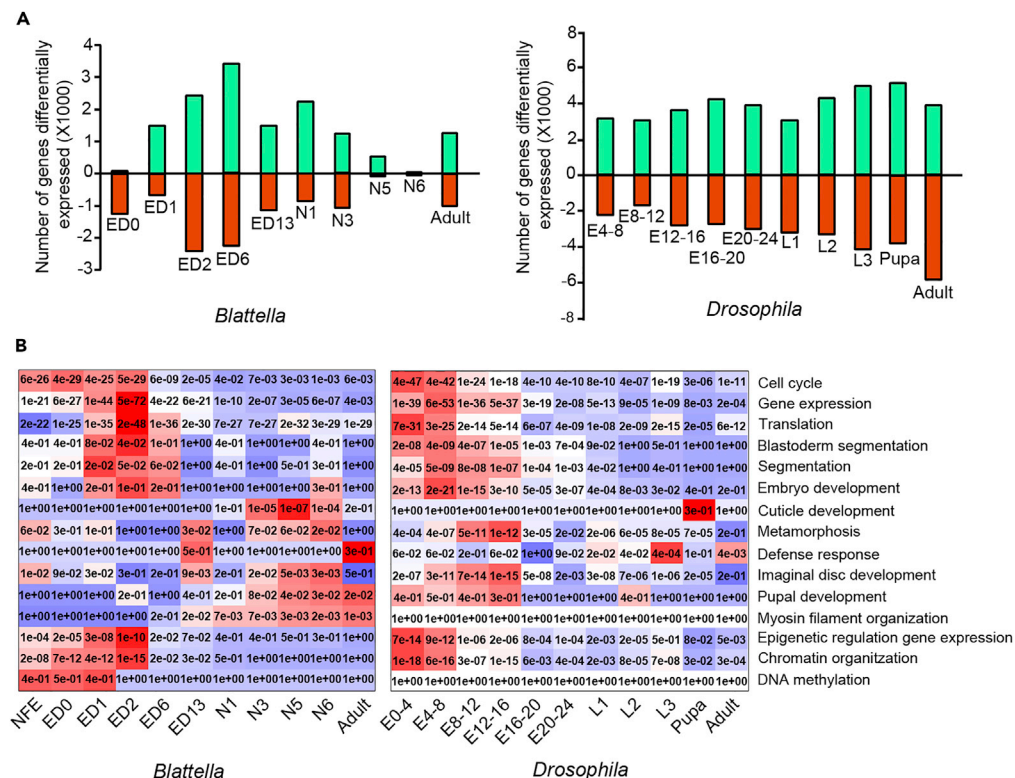 A
Number of genes differentially
expressed (X1000)
4
3
2
1
0
-1
-2
-3
ED0
ED1
ED2
ED6
ED13
N1
N3
N5
N6
Adult
Blattella
Number of genes differentially
expressed (X1000)
8
6
4
2
0
-2
-4
-6
-8
E4-8
E8-12
E12-16
E16-20
E20-24
L1
L2
L3
Pupa
Adult
Drosophila
B
6e-26 4e-29 4e-25 5e-29 6e-09 2e-05 4e-02 7e-03 3e-03 1e-03 6e-03
1e-21 6e-27 1e-44 5e-72 4e-22 6e-21 1e-10 2e-07 3e-05 6e-07 4e-03
2e-22 1e-25 1e-35 2e-48 1e-36 2e-30 7e-27 7e-27 2e-32 3e-29 1e-29
4e-01 4e-01 8e-02 4e-02 1e-01 1e+00 4e-01 1e+00 1e+00 1e+00 1e+00
2e-01 2e-01 2e-02 5e-02 6e-02 1e+00 4e-01 1e+00 5e-01 3e-01 1e+00
4e-01 1e+00 2e-01 1e-01 2e-01 1e+00 1e+00 1e+00 1e+00 3e-01 1e+00
1e+00 1e+00 1e+00 1e+00 1e+00 1e+00 1e-01 1e-05 1e-07 1e-04 2e-01
6e-02 3e-01 1e-01 1e+00 1e+00 3e-02 1e+00 7e-02 6e-02 2e-02 1e+00
1e+00 1e+00 1e+00 1e+00 1e+00 5e-01 1e+00 1e+00 1e+00 1e+00 3e-01
1e-02 9e-02 3e-02 3e-01 2e-01 9e-03 2e-01 2e-02 5e-03 3e-03 5e-01
1e+00 1e+00 1e+00 2e-01 1e+00 4e-01 2e-01 8e-02 4e-02 3e-02 2e-02
1e+00 1e+00 1e+00 1e+00 2e-01 2e-02 7e-03 7e-03 3e-03 2e-03 1e-03
1e-04 2e-05 3e-08 1e-10 2e-02 7e-02 4e-01 4e-01 5e-01 3e-01 1e+00
2e-08 7e-12 4e-12 1e-15 2e-02 3e-02 5e-01 1e+00 1e+00 1e+00 1e+00
4e-01 5e-01 4e-01 1e+00 1e+00 1e+00 1e+00 1e+00 1e+00 1e+00 1e+00
NFE
ED0
ED1
ED2
ED6
ED13
N1
N3
N5
N6
Adult
Blattella
4e-47 4e-42 1e-24 1e-18 4e-10 4e-10 8e-10 4e-07 1e-19 3e-06 1e-11 Cell cycle
1e-39 6e-53 1e-36 5e-37 3e-19 2e-08 5e-13 9e-05 1e-09 8e-03 2e-04 Gene expression
7e-31 3e-25 2e-14 5e-14 6e-07 4e-09 1e-08 2e-09 2e-15 2e-05 6e-12 Translation
2e-08 4e-09 4e-07 1e-05 1e-03 7e-04 9e-02 1e+00 1e-01 1e+00 1e+00 Blastoderm segmentation
4e-05 5e-09 8e-08 1e-07 1e-04 1e-03 4e-02 1e+00 4e-01 1e+00 1e+00 Segmentation
2e-13 2e-21 1e-15 3e-10 5e-05 3e-07 4e-04 8e-03 3e-02 4e-01 2e-01 Embryo development
1e+00 1e+00 1e+00 1e+00 1e+00 1e+00 1e+00 1e+00 1e+00 3e-01 1e+00 Cuticle development
4e-04 4e-07 5e-11 1e-12 3e-05 2e-02 2e-06 6e-05 8e-05 7e-05 2e-01 Metamorphosis
6e-02 6e-02 2e-01 6e-02 1e+00 9e-02 2e-02 4e-02 4e-04 1e-01 4e-03 Defense response
2e-07 3e-11 7e-14 1e-15 5e-08 2e-03 3e-08 7e-06 1e-06 2e-05 2e-01 Imaginal disc development
4e-01 5e-01 4e-01 3e-01 1e+00 1e+00 1e+00 4e-01 1e+00 1e+00 1e+00 Pupal development
1e+00 1e+00 1e+00 1e+00 1e+00 1e+00 1e+00 1e+00 1e+00 1e+00 1e+00 Myosin filament organization
7e-14 9e-12 1e-06 2e-06 8e-04 1e-04 2e-03 2e-05 5e-01 8e-02 5e-03 Epigenetic regulation gene expression
1e-18 6e-16 3e-07 1e-15 6e-03 4e-04 2e-03 8e-05 7e-08 3e-02 3e-04 Chromatin organitzation
1e+00 1e+00 1e+00 1e+00 1e+00 1e+00 1e+00 1e+00 1e+00 1e+00 1e+00 DNA methylation
E0-4
E4-8
E8-12
E12-16
E16-20
E20-24
L1
L2
L3
Pupa
Adult
Drosophila